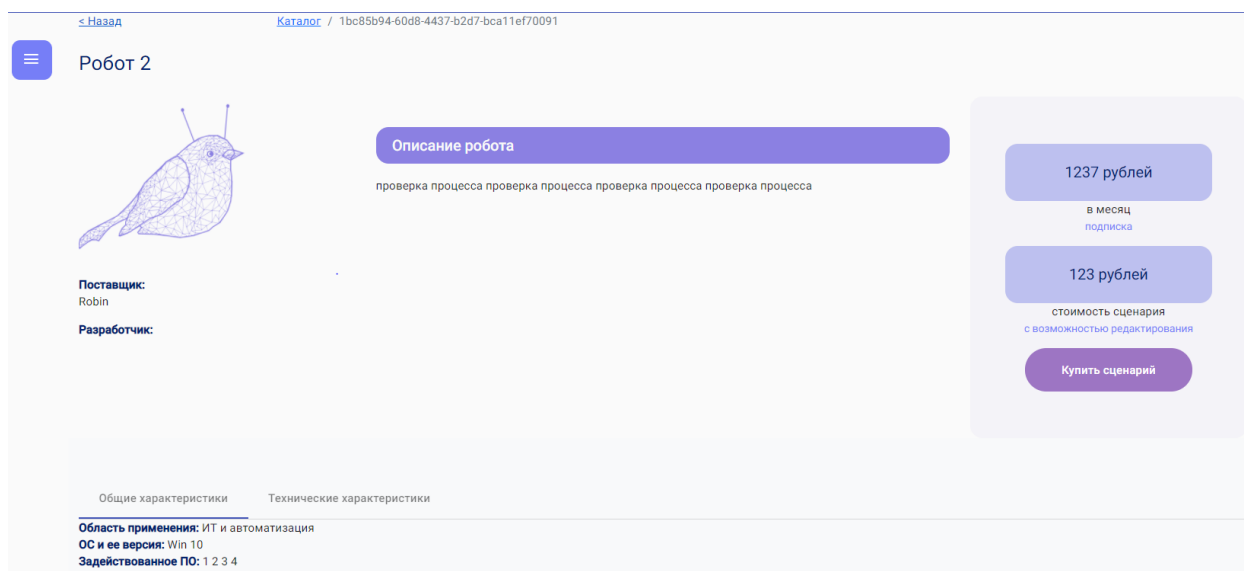 < Назад
Каталог / 1bc85b94-60d8-4437-b2d7-bca11ef70091
Робот 2
Описание робота
проверка процесса проверка процесса проверка процесса проверка процесса
1237 рублей
в месяц
подписка
123 рублей
стоимость сценария
с возможностью редактирования
Купить сценарий
Поставщик:
Robin
Разработчик:
Общие характеристики
Технические характеристики
Область применения: ИТ и автоматизация
ОС и ее версия: Win 10
Задействованное ПО: 1 2 3 4